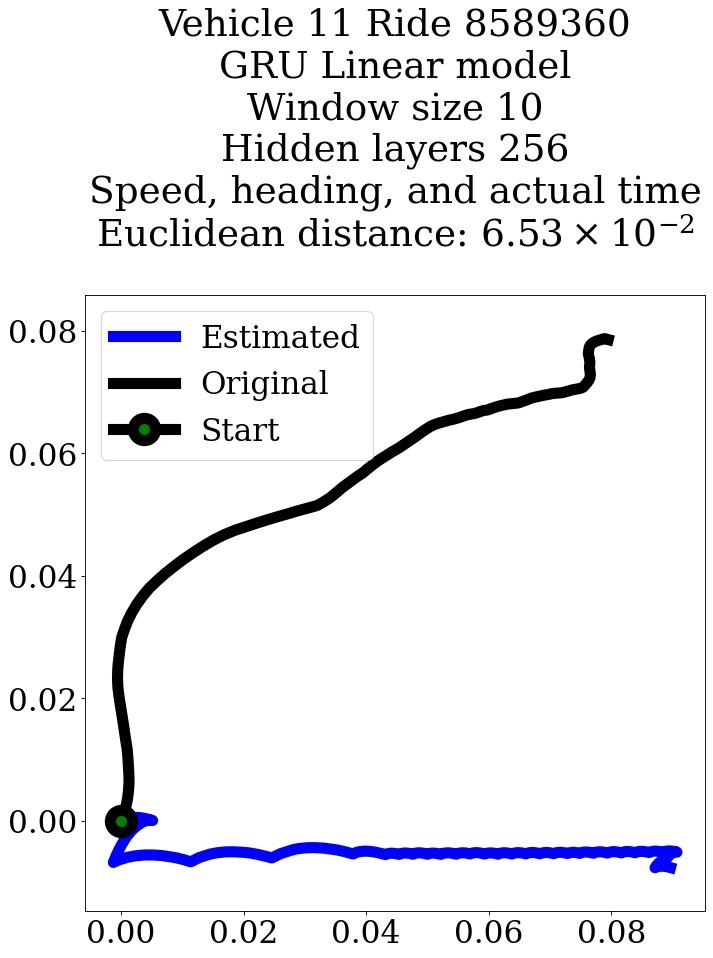 Vehicle 11 Ride 8589360
GRU Linear model
Window size 10
Hidden layers 256
Speed, heading, and actual time
Euclidean distance: 6.53 × 10⁻²
Estimated
Original
Start
0.08
0.06
0.04
0.02
0.00
0.00 0.02 0.04 0.06 0.08